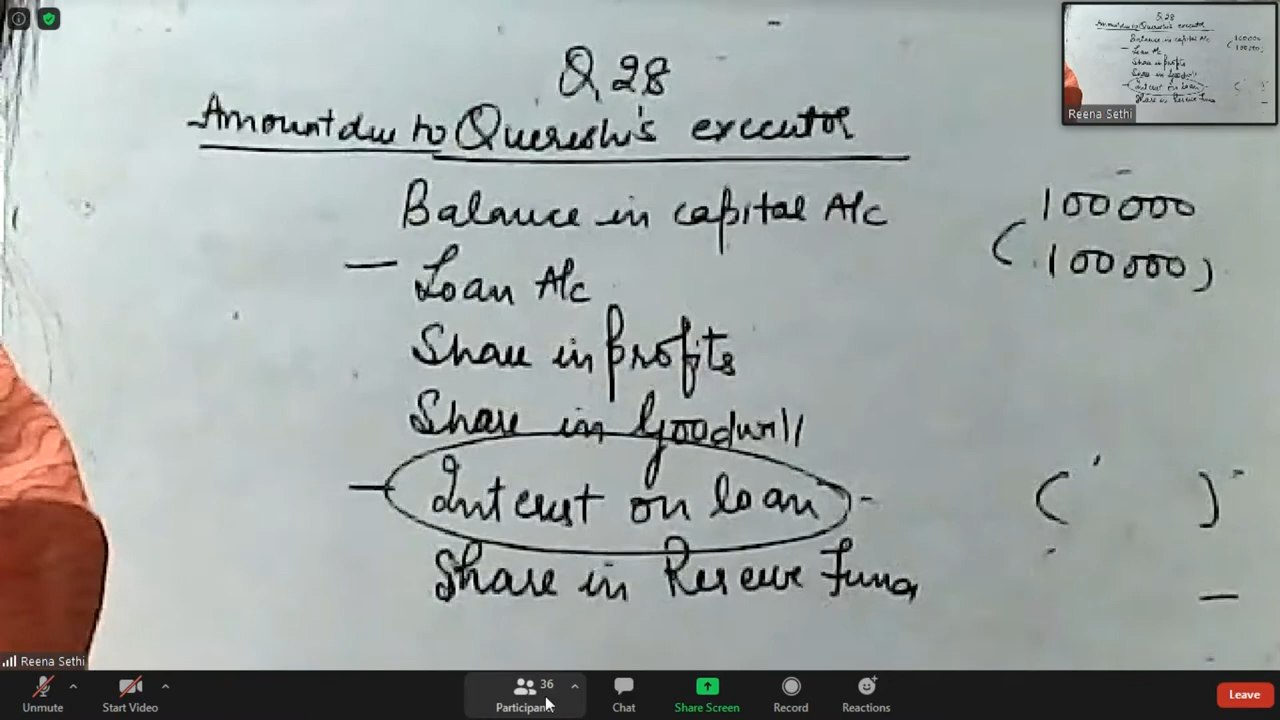 Q. 28
Amount due to Quereshi's executor
Balance in capital A/c 100000
— Loan A/c (100000)
Share in profits
Share in Goodwill
— Interest on loan - ( )
Share in Reserve Fund —
Reena Sethi
Reena Sethi
Unmute
Start Video
36
Participants
Chat
Share Screen
Record
Reactions
Leave